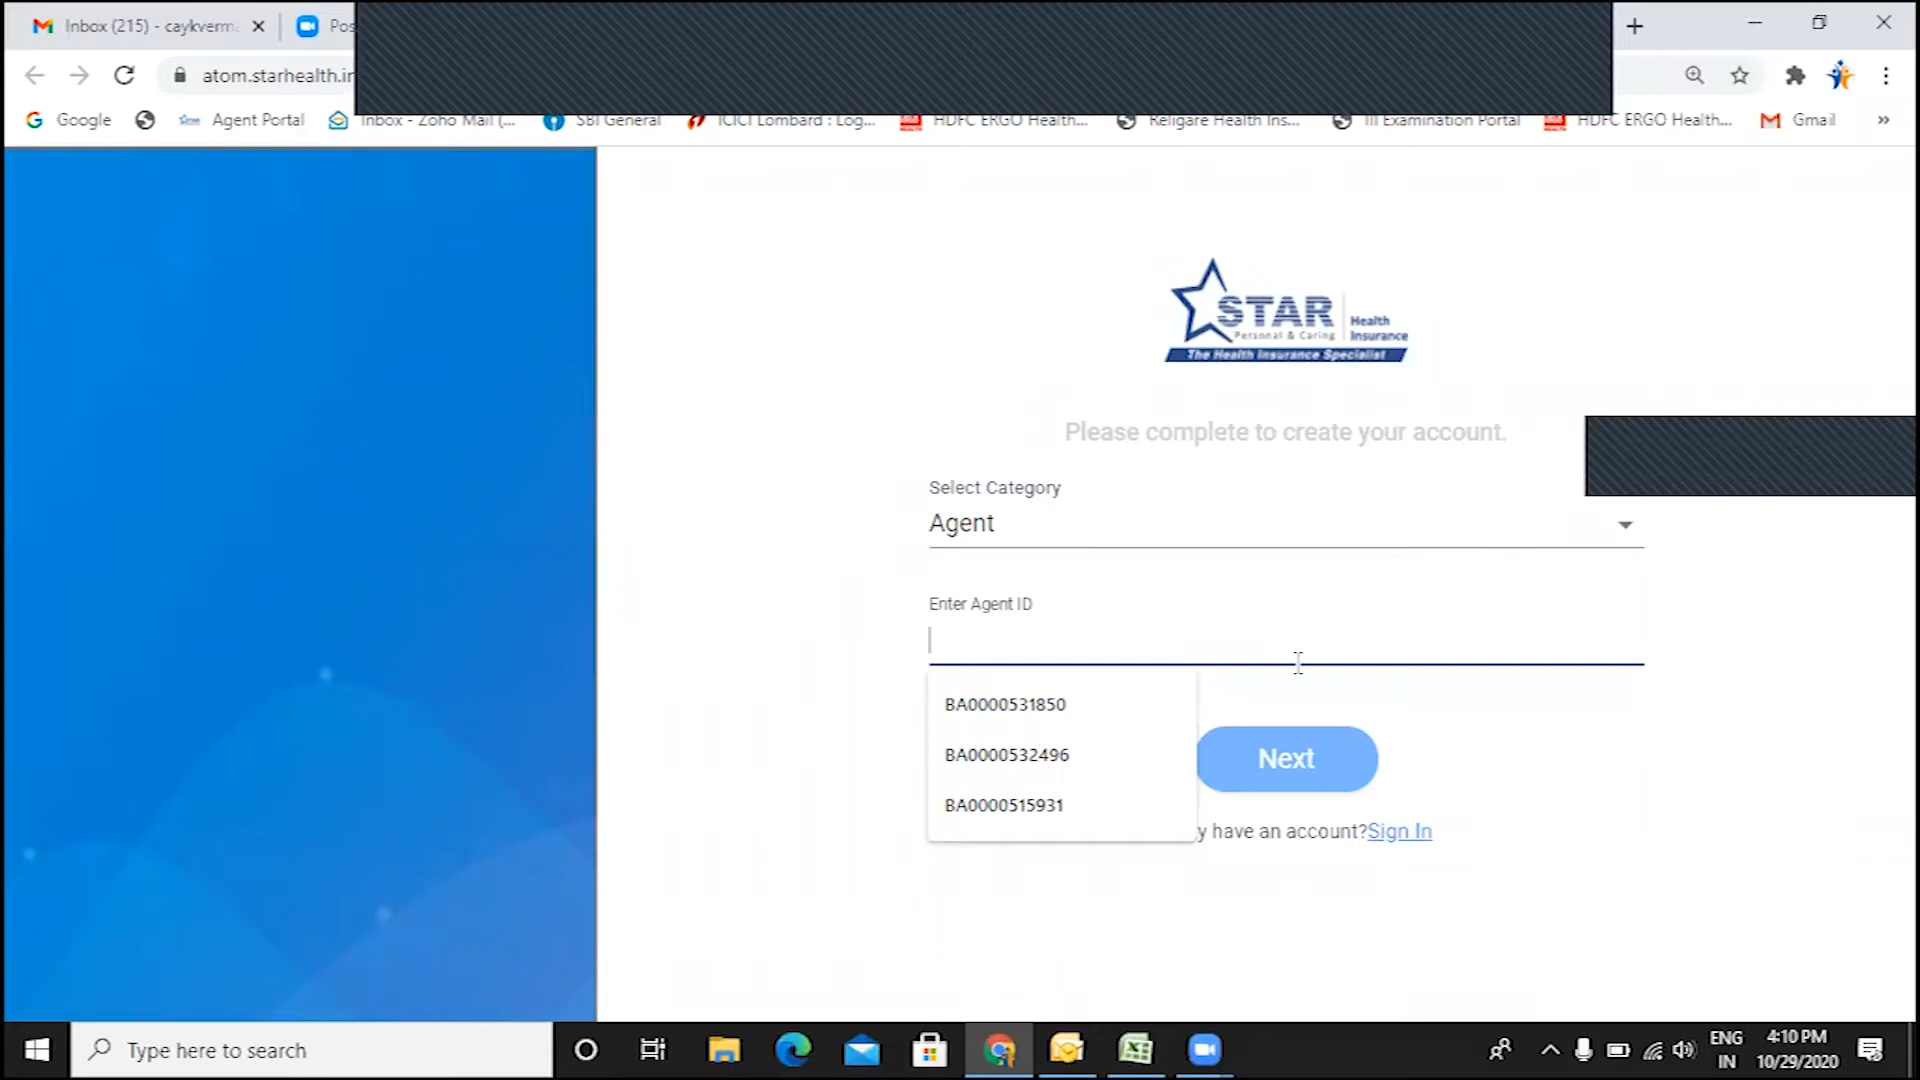 Inbox (215) - caykverma
Pos
atom.starhealth.in
Google
Agent Portal
Inbox - Zoho Mail (...
SBI General
ICICI Lombard : Log...
HDFC ERGO Health...
Religare Health Ins...
III Examination Portal
HDFC ERGO Health...
Gmail
»
STAR
Personal & Caring
Health
Insurance
The Health Insurance Specialist
Please complete to create your account.
Select Category
Agent
Enter Agent ID
BA0000531850
BA0000532496
BA0000515931
Next
y have an account?Sign In
Type here to search
ENG
IN
4:10 PM
10/29/2020